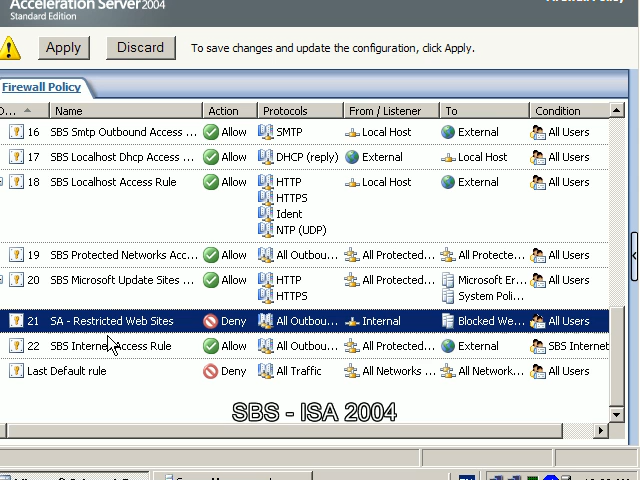 Acceleration Server 2004
Standard Edition
Apply Discard To save changes and update the configuration, click Apply.
Firewall Policy
Name Action Protocols From / Listener To Condition
16 SBS Smtp Outbound Access ... Allow SMTP Local Host External All Users
17 SBS Localhost Dhcp Access ... Allow DHCP (reply) External Local Host All Users
18 SBS Localhost Access Rule Allow HTTP Local Host External All Users
HTTPS
Ident
NTP (UDP)
19 SBS Protected Networks Acc... Allow All Outbou... All Protected... All Protecte... All Users
20 SBS Microsoft Update Sites ... Allow HTTP All Protected... Microsoft Er... All Users
HTTPS System Poli...
21 SA - Restricted Web Sites Deny All Outbou... Internal Blocked We... All Users
22 SBS Internet Access Rule Allow All Outbou... All Protected... External SBS Internet
Last Default rule Deny All Traffic All Networks ... All Network... All Users
SBS - ISA 2004